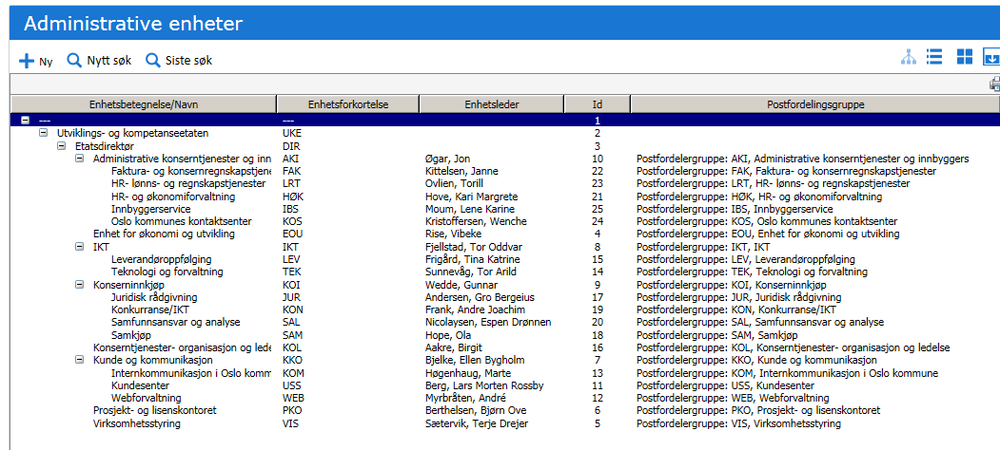 Administrative enheter
Ny Nytt søk Siste søk
Enhetsbetegnelse/Navn Enhetsforkortelse Enhetsleder Id Postfordelingsgruppe
--- --- 1
Utviklings- og kompetanseetaten UKE 2
Etatsdirektør DIR 3
Administrative konserntjenester og inn AKI Øgar, Jon 10 Postfordelergruppe: AKI, Administrative konserntjenester og innbyggers
Faktura- og konsernregnskapstjene FAK Kittelsen, Janne 22 Postfordelergruppe: FAK, Faktura- og konsernregnskapstjenester
HR- lønns- og regnskapstjenester LRT Ovlien, Torill 23 Postfordelergruppe: LRT, HR- lønns- og regnskapstjenester
HR- og økonomiforvaltning HØK Hove, Kari Margrete 21 Postfordelergruppe: HØK, HR- og økonomiforvaltning
Innbyggerservice IBS Moum, Lene Karine 25 Postfordelergruppe: IBS, Innbyggerservice
Oslo kommunes kontaktsenter KOS Kristoffersen, Wenche 24 Postfordelergruppe: KOS, Oslo kommunes kontaktsenter
Enhet for økonomi og utvikling EOU Rise, Vibeke 4 Postfordelergruppe: EOU, Enhet for økonomi og utvikling
IKT IKT Fjellstad, Tor Oddvar 8 Postfordelergruppe: IKT, IKT
Leverandøroppfølging LEV Frigård, Tina Katrine 15 Postfordelergruppe: LEV, Leverandøroppfølging
Teknologi og forvaltning TEK Sunnevåg, Tor Arild 14 Postfordelergruppe: TEK, Teknologi og forvaltning
Konserninnkjøp KOI Wedde, Gunnar 9 Postfordelergruppe: KOI, Konserninnkjøp
Juridisk rådgivning JUR Andersen, Gro Bergeius 17 Postfordelergruppe: JUR, Juridisk rådgivning
Konkurranse/IKT KON Frank, Andre Joachim 19 Postfordelergruppe: KON, Konkurranse/IKT
Samfunnsansvar og analyse SAL Nicolaysen, Espen Drønnen 20 Postfordelergruppe: SAL, Samfunnsansvar og analyse
Samkjøp SAM Hope, Ola 18 Postfordelergruppe: SAM, Samkjøp
Konserntjenester- organisasjon og lede KOL Aakre, Birgit 16 Postfordelergruppe: KOL, Konserntjenester- organisasjon og ledelse
Kunde og kommunikasjon KKO Bjelke, Ellen Bygholm 7 Postfordelergruppe: KKO, Kunde og kommunikasjon
Internkommunikasjon i Oslo komm KOM Høgenhaug, Marte 13 Postfordelergruppe: KOM, Internkommunikasjon i Oslo kommune
Kundesenter USS Berg, Lars Morten Rossby 11 Postfordelergruppe: USS, Kundesenter
Webforvaltning WEB Myrbråten, André 12 Postfordelergruppe: WEB, Webforvaltning
Prosjekt- og lisenskontoret PKO Berthelsen, Bjørn Ove 6 Postfordelergruppe: PKO, Prosjekt- og lisenskontoret
Virksomhetsstyring VIS Sætervik, Terje Drejer 5 Postfordelergruppe: VIS, Virksomhetsstyring